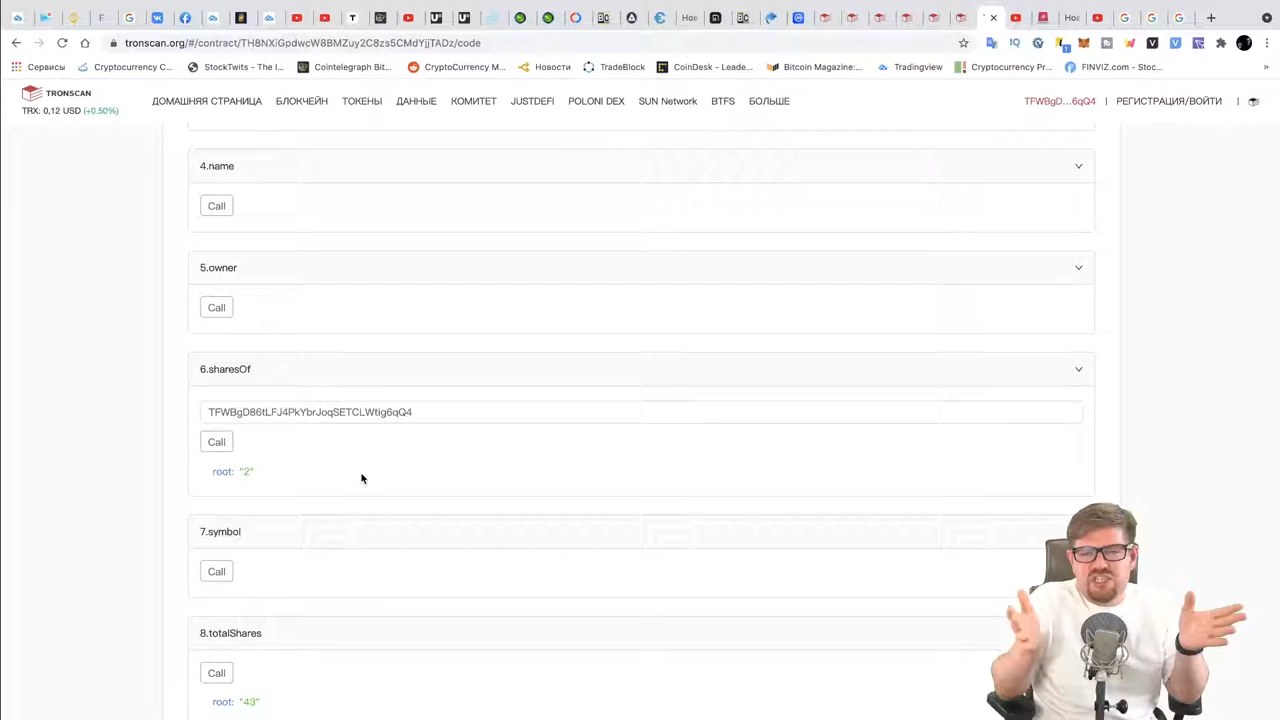 tronscan.org/#/contract/TH8NXiGpdwcW8BMZuy2C8b5CMdYjjTADz/code
Сервисы
Cryptocurrency C...
StockTwits - The l...
Cointelegraph Bit...
CryptoCurrency M...
Новости
TradeBlock
CoinDesk - Leade...
Bitcoin Magazine:...
Tradingview
Cryptocurrency Pr...
FINVIZ.com - Stoc...
»
TRONSCAN
TRX: 0,12 USD (+0.50%)
ДОМАШНЯЯ СТРАНИЦА БЛОКЧЕЙН ТОКЕНЫ ДАННЫЕ КОМИТЕТ JUSTDEFI POLONI DEX SUN Network BTFS БОЛЬШЕ
TFWBgD...6qQ4 | РЕГИСТРАЦИЯ/ВОЙТИ |
4.name
Call
5.owner
Call
6.sharesOf
TFWBgD86tLFJ4PkYbrJoqSETCLWtig6qQ4
Call
root: "2"
7.symbol
Call
8.totalShares
Call
root: "43"